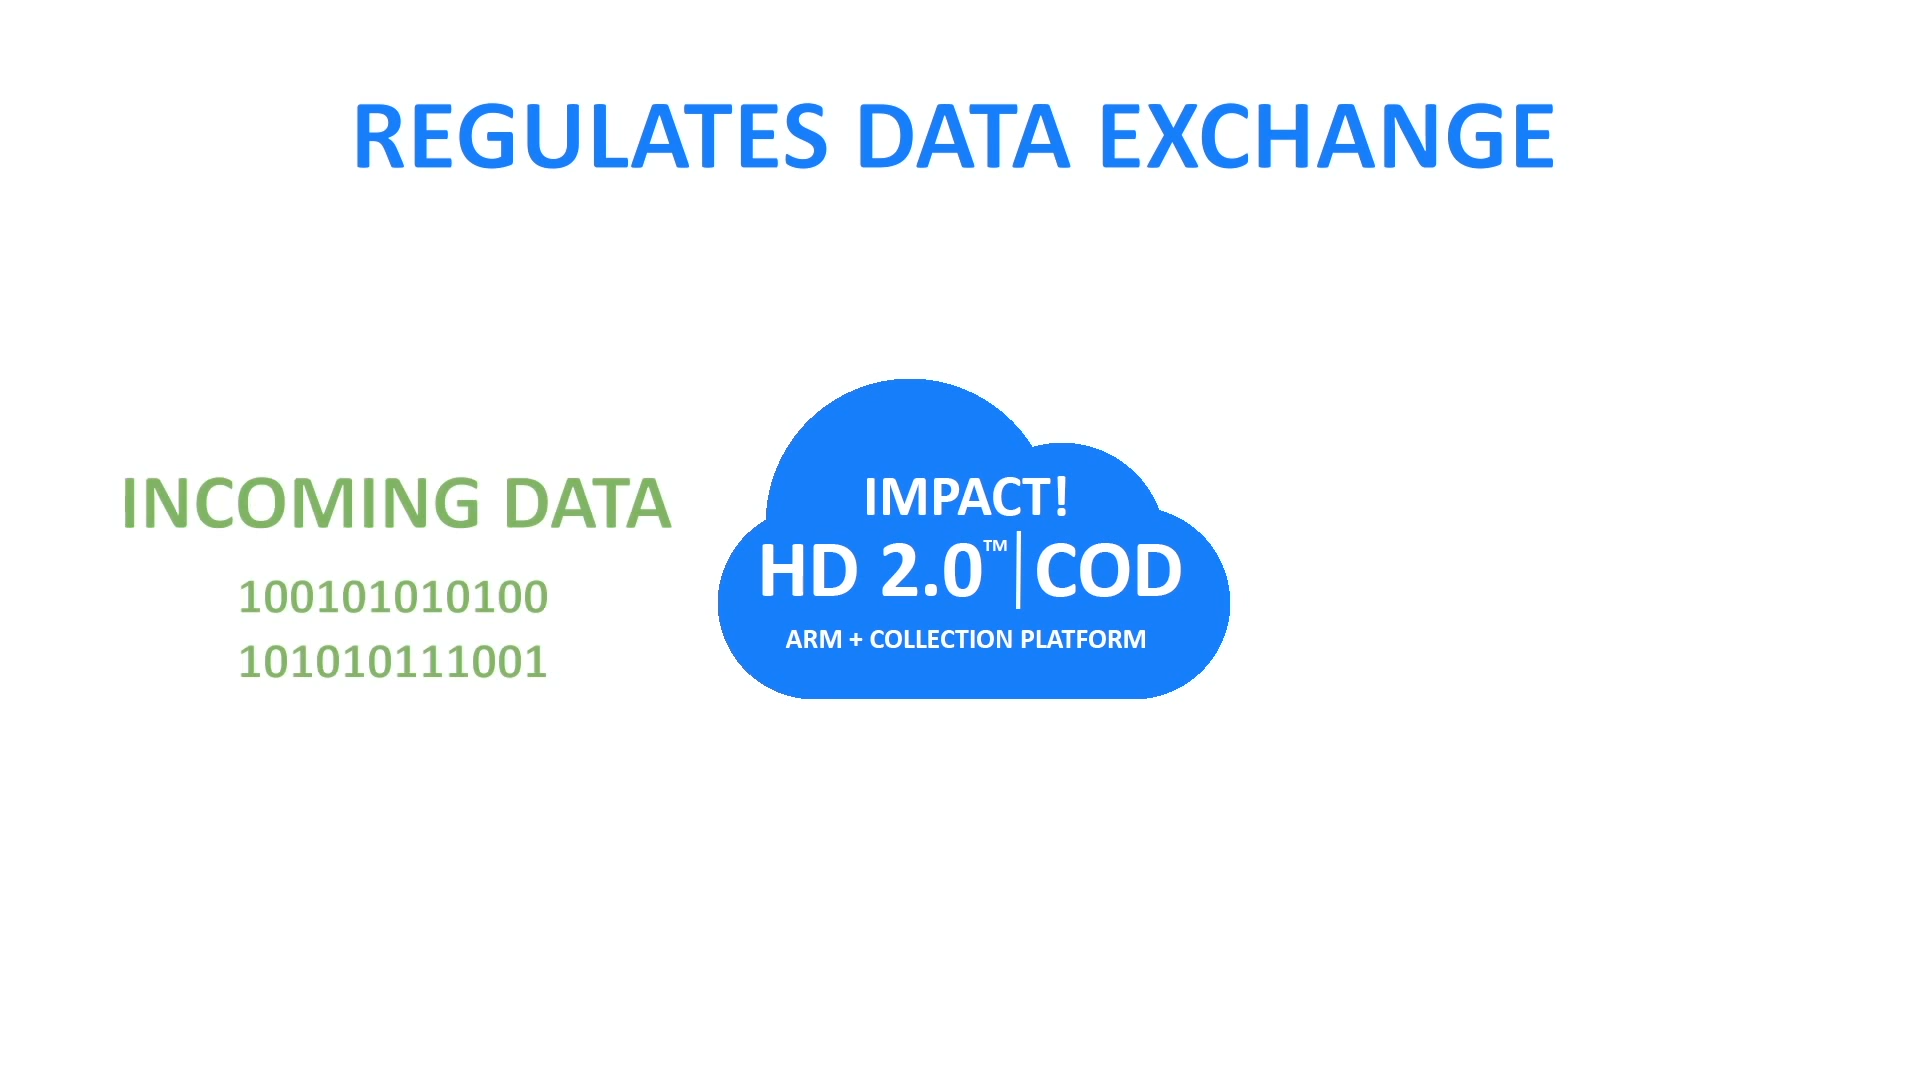 REGULATES DATA EXCHANGE
INCOMING DATA
100101010100
101010111001
IMPACT!
HD 2.0™|COD
ARM + COLLECTION PLATFORM